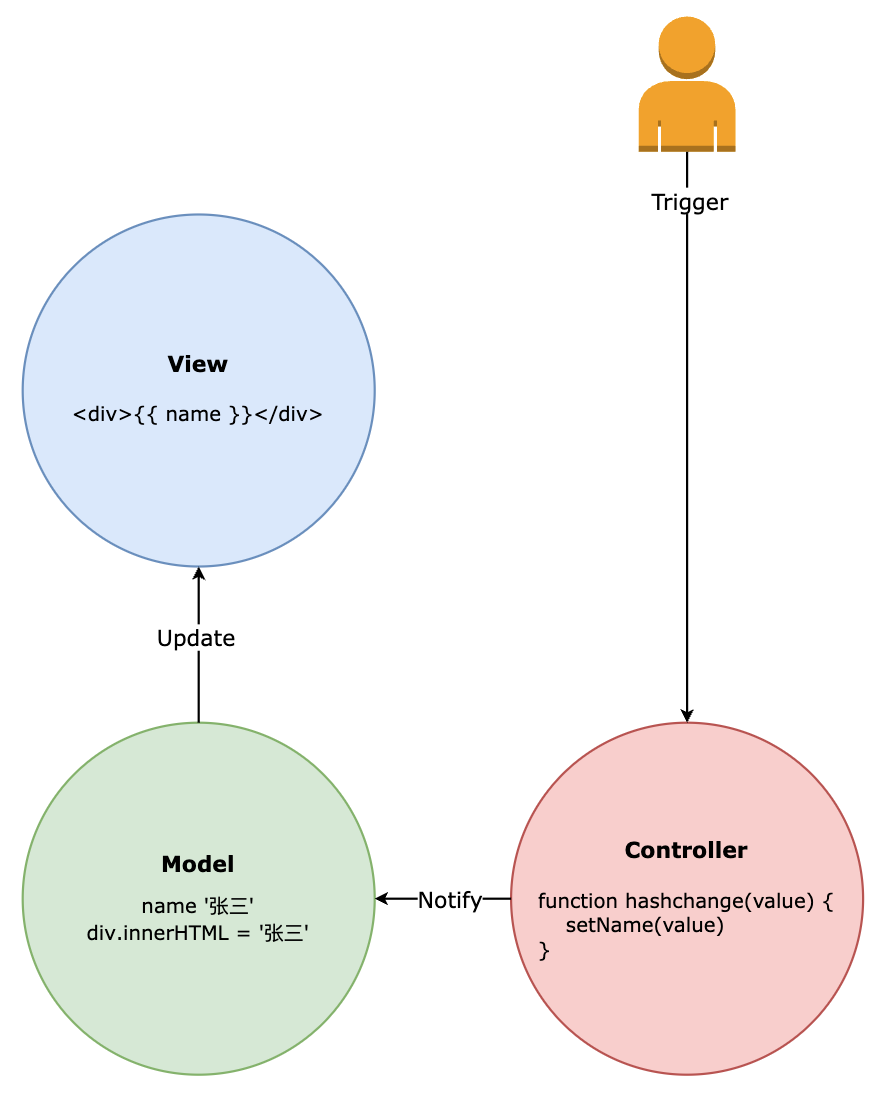 Trigger
View
<div>{{ name }}</div>
Update
Model
name '张三'
div.innerHTML = '张三'
Notify
Controller
function hashchange(value) {
setName(value)
}